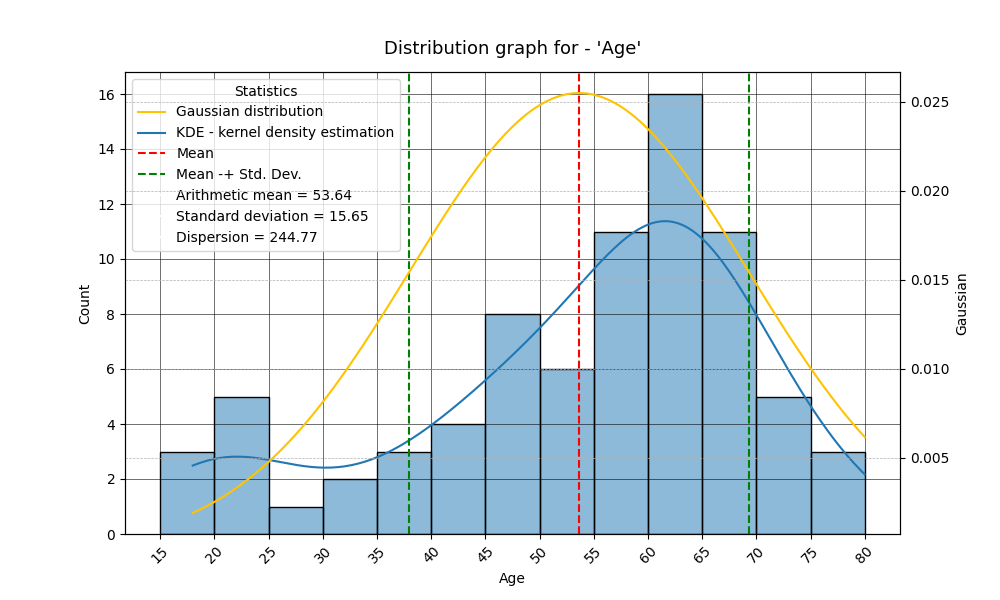 Distribution graph for - 'Age'
Statistics
Gaussian distribution
KDE - kernel density estimation
Mean
Mean -+ Std. Dev.
Arithmetic mean = 53.64
Standard deviation = 15.65
Dispersion = 244.77
Count
16
14
12
10
8
6
4
2
0
0.025
0.020
0.015
0.010
0.005
Gaussian
15 20 25 30 35 40 45 50 55 60 65 70 75 80
Age